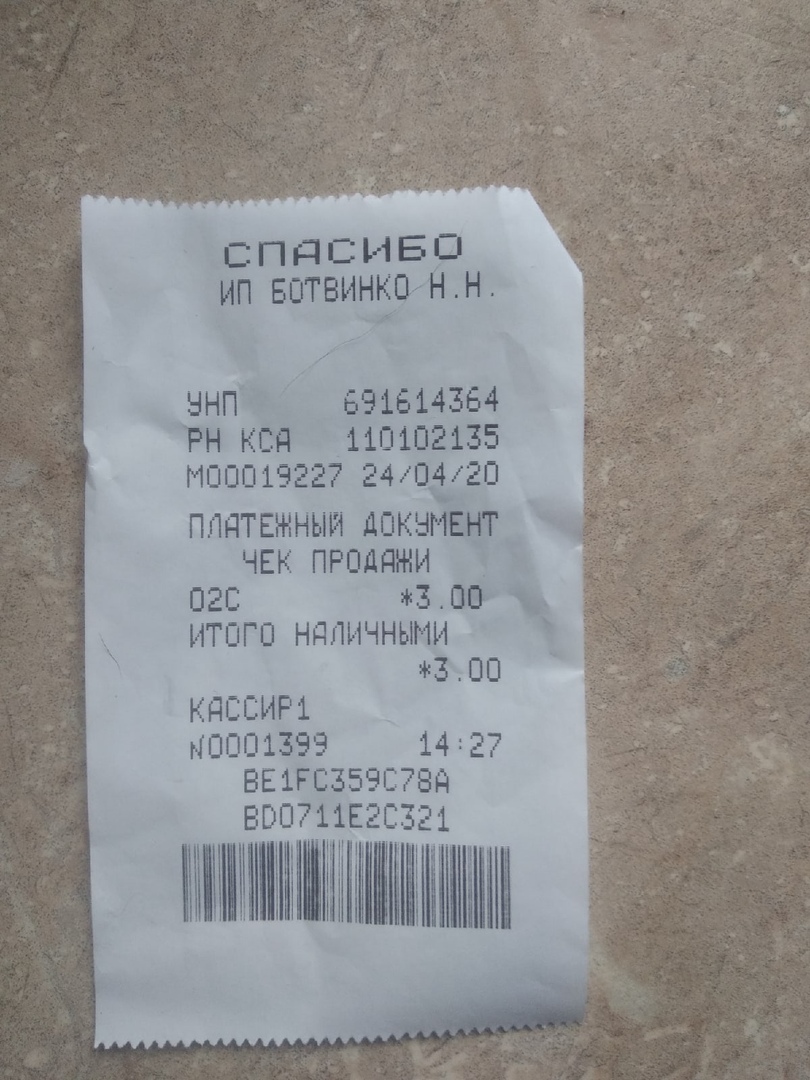 СПАСИБО
ИП БОТВИНКО Н.Н.
УНП 691614364
РН КСА 110102135
М00019227 24/04/20
ПЛАТЕЖНЫЙ ДОКУМЕНТ
ЧЕК ПРОДАЖИ
02С *3.00
ИТОГО НАЛИЧНЫМИ
*3.00
КАССИР1
N0001399 14:27
BE1FC359C78A
BD0711E2C321